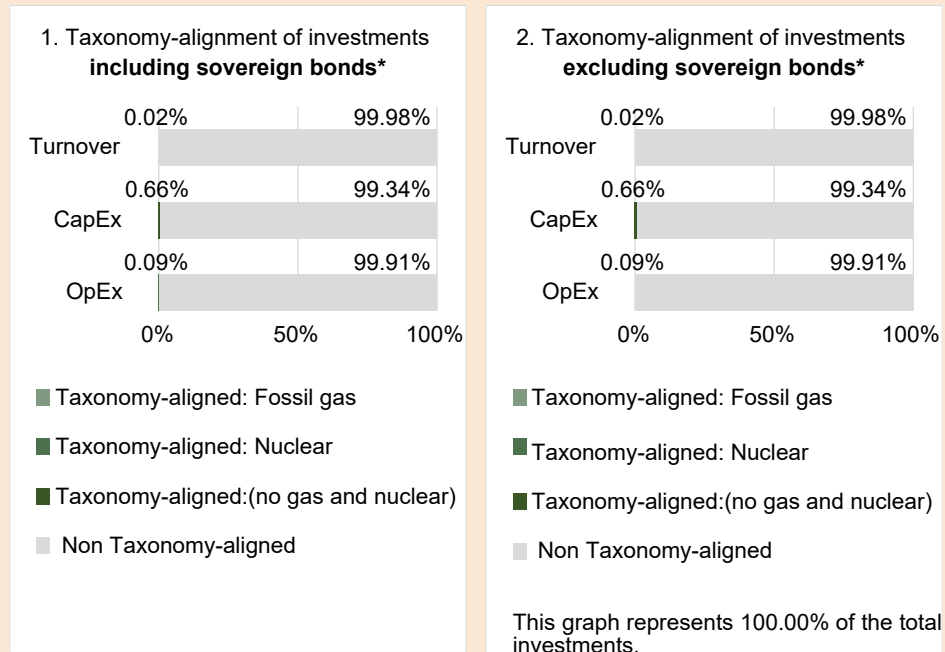 1. Taxonomy-alignment of investments
including sovereign bonds*
0.02% 99.98%
Turnover
0.66% 99.34%
CapEx
0.09% 99.91%
OpEx
0% 50% 100%
Taxonomy-aligned: Fossil gas
Taxonomy-aligned: Nuclear
Taxonomy-aligned:(no gas and nuclear)
Non Taxonomy-aligned
2. Taxonomy-alignment of investments
excluding sovereign bonds*
0.02% 99.98%
Turnover
0.66% 99.34%
CapEx
0.09% 99.91%
OpEx
0% 50% 100%
Taxonomy-aligned: Fossil gas
Taxonomy-aligned: Nuclear
Taxonomy-aligned:(no gas and nuclear)
Non Taxonomy-aligned
This graph represents 100.00% of the total
investments.